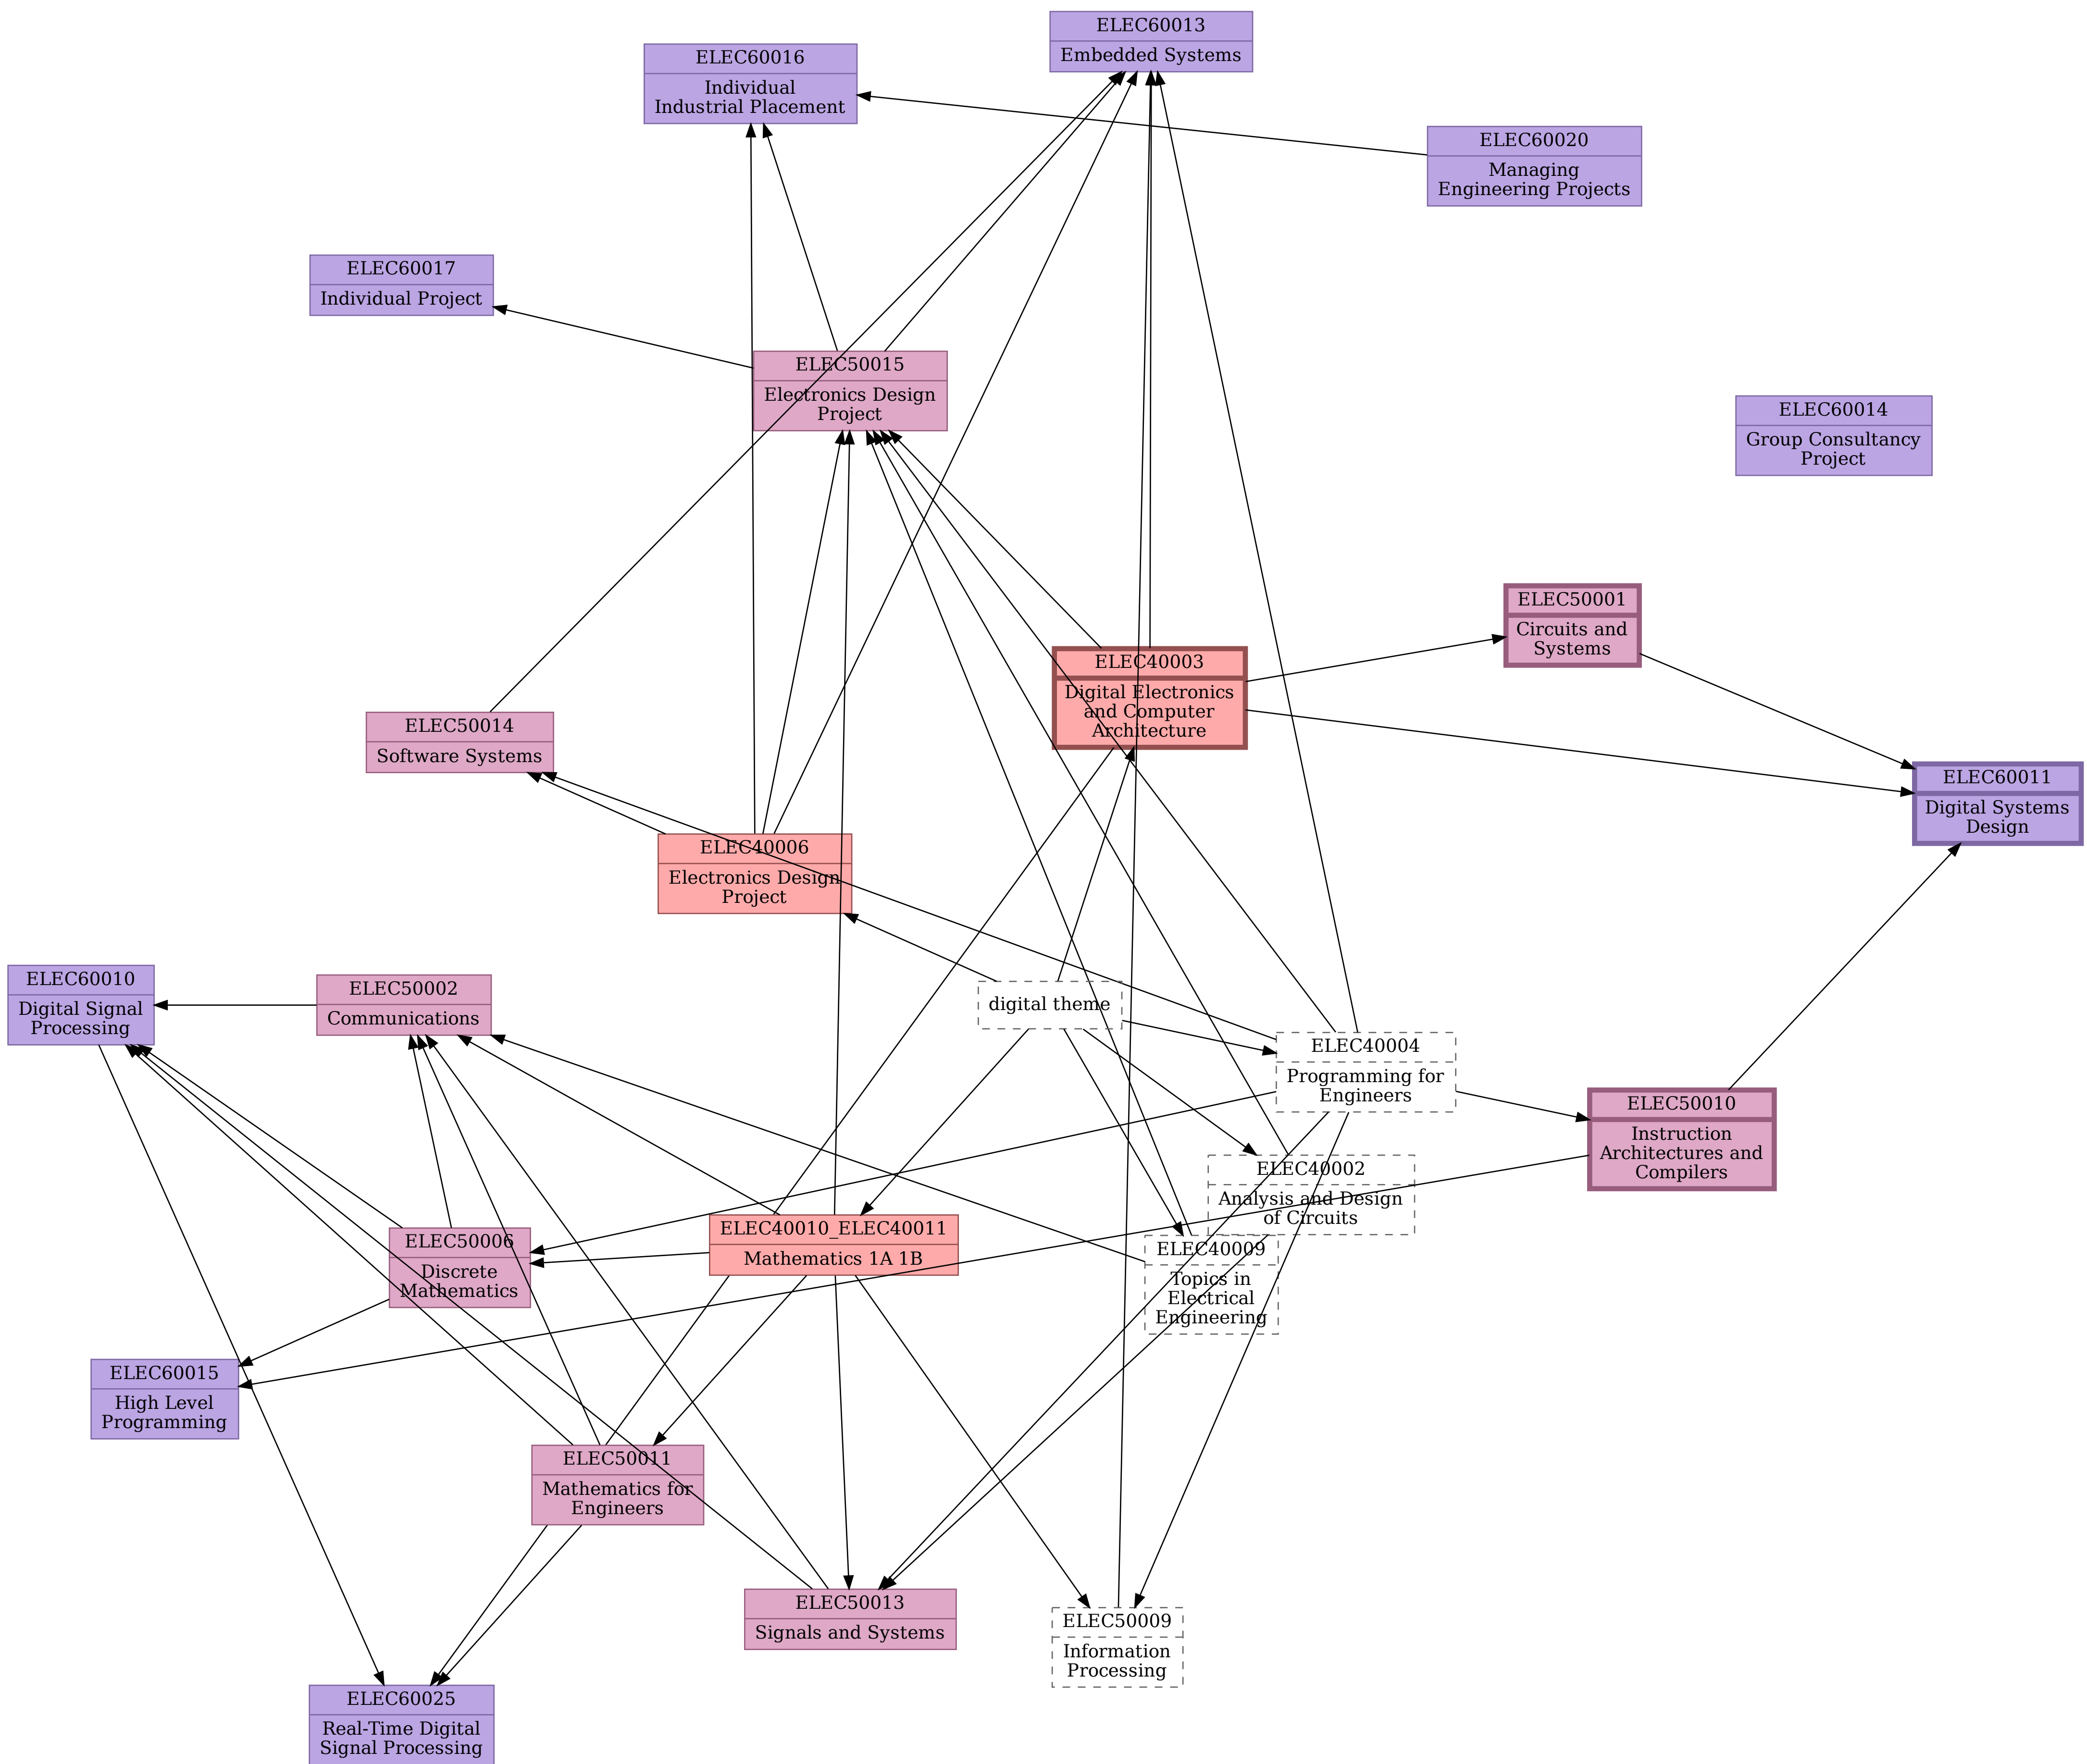 ELEC60013
Embedded Systems
ELEC60016
Individual
Industrial Placement
ELEC60020
Managing
Engineering Projects
ELEC60017
Individual Project
ELEC50015
Electronics Design
Project
ELEC60014
Group Consultancy
Project
ELEC50001
Circuits and
Systems
ELEC40003
Digital Electronics
and Computer
Architecture
ELEC50014
Software Systems
ELEC60011
Digital Systems
Design
ELEC40006
Electronics Design
Project
ELEC60010
Digital Signal
Processing
ELEC50002
Communications
digital theme
ELEC40004
Programming for
Engineers
ELEC50010
Instruction
Architectures and
Compilers
ELEC40002
Analysis and Design
of Circuits
ELEC40010_ELEC40011
Mathematics 1A 1B
ELEC50006
Discrete
Mathematics
ELEC40009
Topics in
Electrical
Engineering
ELEC60015
High Level
Programming
ELEC50011
Mathematics for
Engineers
ELEC50013
Signals and Systems
ELEC50009
Information
Processing
ELEC60025
Real-Time Digital
Signal Processing